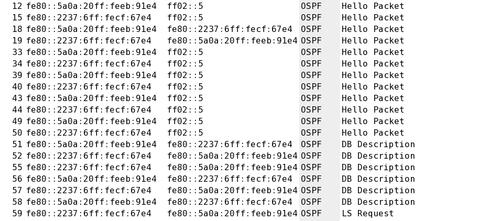 12 fe80::5a0a:20ff:feeb:91e4 ff02::5 OSPF Hello Packet
15 fe80::2237:6ff:fecf:67e4 ff02::5 OSPF Hello Packet
18 fe80::5a0a:20ff:feeb:91e4 fe80::2237:6ff:fecf:67e4 OSPF Hello Packet
19 fe80::2237:6ff:fecf:67e4 fe80::5a0a:20ff:feeb:91e4 OSPF Hello Packet
33 fe80::5a0a:20ff:feeb:91e4 ff02::5 OSPF Hello Packet
34 fe80::2237:6ff:fecf:67e4 ff02::5 OSPF Hello Packet
39 fe80::5a0a:20ff:feeb:91e4 ff02::5 OSPF Hello Packet
40 fe80::2237:6ff:fecf:67e4 ff02::5 OSPF Hello Packet
43 fe80::5a0a:20ff:feeb:91e4 ff02::5 OSPF Hello Packet
44 fe80::2237:6ff:fecf:67e4 ff02::5 OSPF Hello Packet
49 fe80::5a0a:20ff:feeb:91e4 ff02::5 OSPF Hello Packet
50 fe80::2237:6ff:fecf:67e4 ff02::5 OSPF Hello Packet
51 fe80::5a0a:20ff:feeb:91e4 fe80::2237:6ff:fecf:67e4 OSPF DB Description
52 fe80::2237:6ff:fecf:67e4 fe80::5a0a:20ff:feeb:91e4 OSPF DB Description
55 fe80::2237:6ff:fecf:67e4 fe80::5a0a:20ff:feeb:91e4 OSPF DB Description
56 fe80::5a0a:20ff:feeb:91e4 fe80::2237:6ff:fecf:67e4 OSPF DB Description
57 fe80::2237:6ff:fecf:67e4 fe80::5a0a:20ff:feeb:91e4 OSPF DB Description
58 fe80::5a0a:20ff:feeb:91e4 fe80::2237:6ff:fecf:67e4 OSPF DB Description
59 fe80::2237:6ff:fecf:67e4 fe80::5a0a:20ff:feeb:91e4 OSPF LS Request